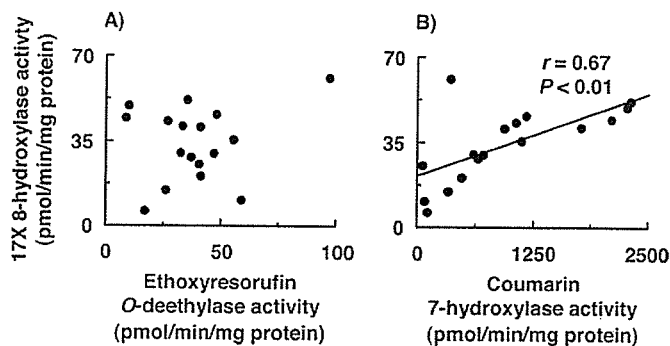 A)
B)
17X 8-hydroxylase activty
(pmol/min/mg protein)
70
35
0
0
50
100
Ethoxyresorufin
O-deethylase activity
(pmol/min/mg protein)
r = 0.67
P < 0.01
70
35
0
0
1250
2500
Coumarin
7-hydroxylase activity
(pmol/min/mg protein)